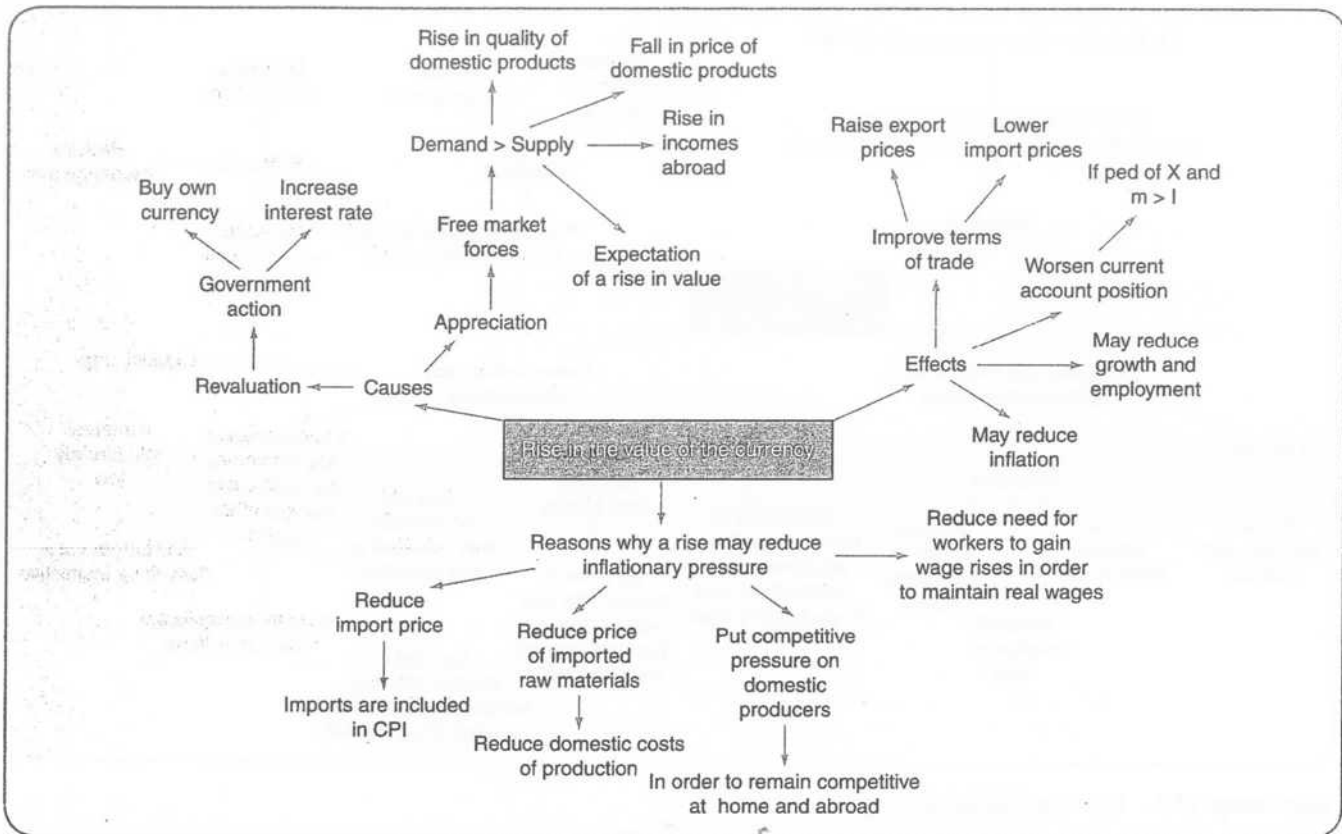 Rise in quality of
domestic products
Fall in price of
domestic products
Demand > Supply
Rise in
incomes
abroad
Raise export
prices
Lower
import prices
If ped of X and
m > I
Buy own
currency
Increase
interest rate
Free market
forces
Expectation
of a rise in value
Improve terms
of trade
Worsen current
account position
Government
action
Appreciation
Revaluation
Causes
Effects
May reduce
growth and
employment
Rise in the value of the currency
May reduce
inflation
Reasons why a rise may reduce
inflationary pressure
Reduce need for
workers to gain
wage rises in order
to maintain real wages
Reduce
import price
Reduce price
of imported
raw materials
Put competitive
pressure on
domestic
producers
Imports are included
in CPI
Reduce domestic costs
of production
In order to remain competitive
at home and abroad